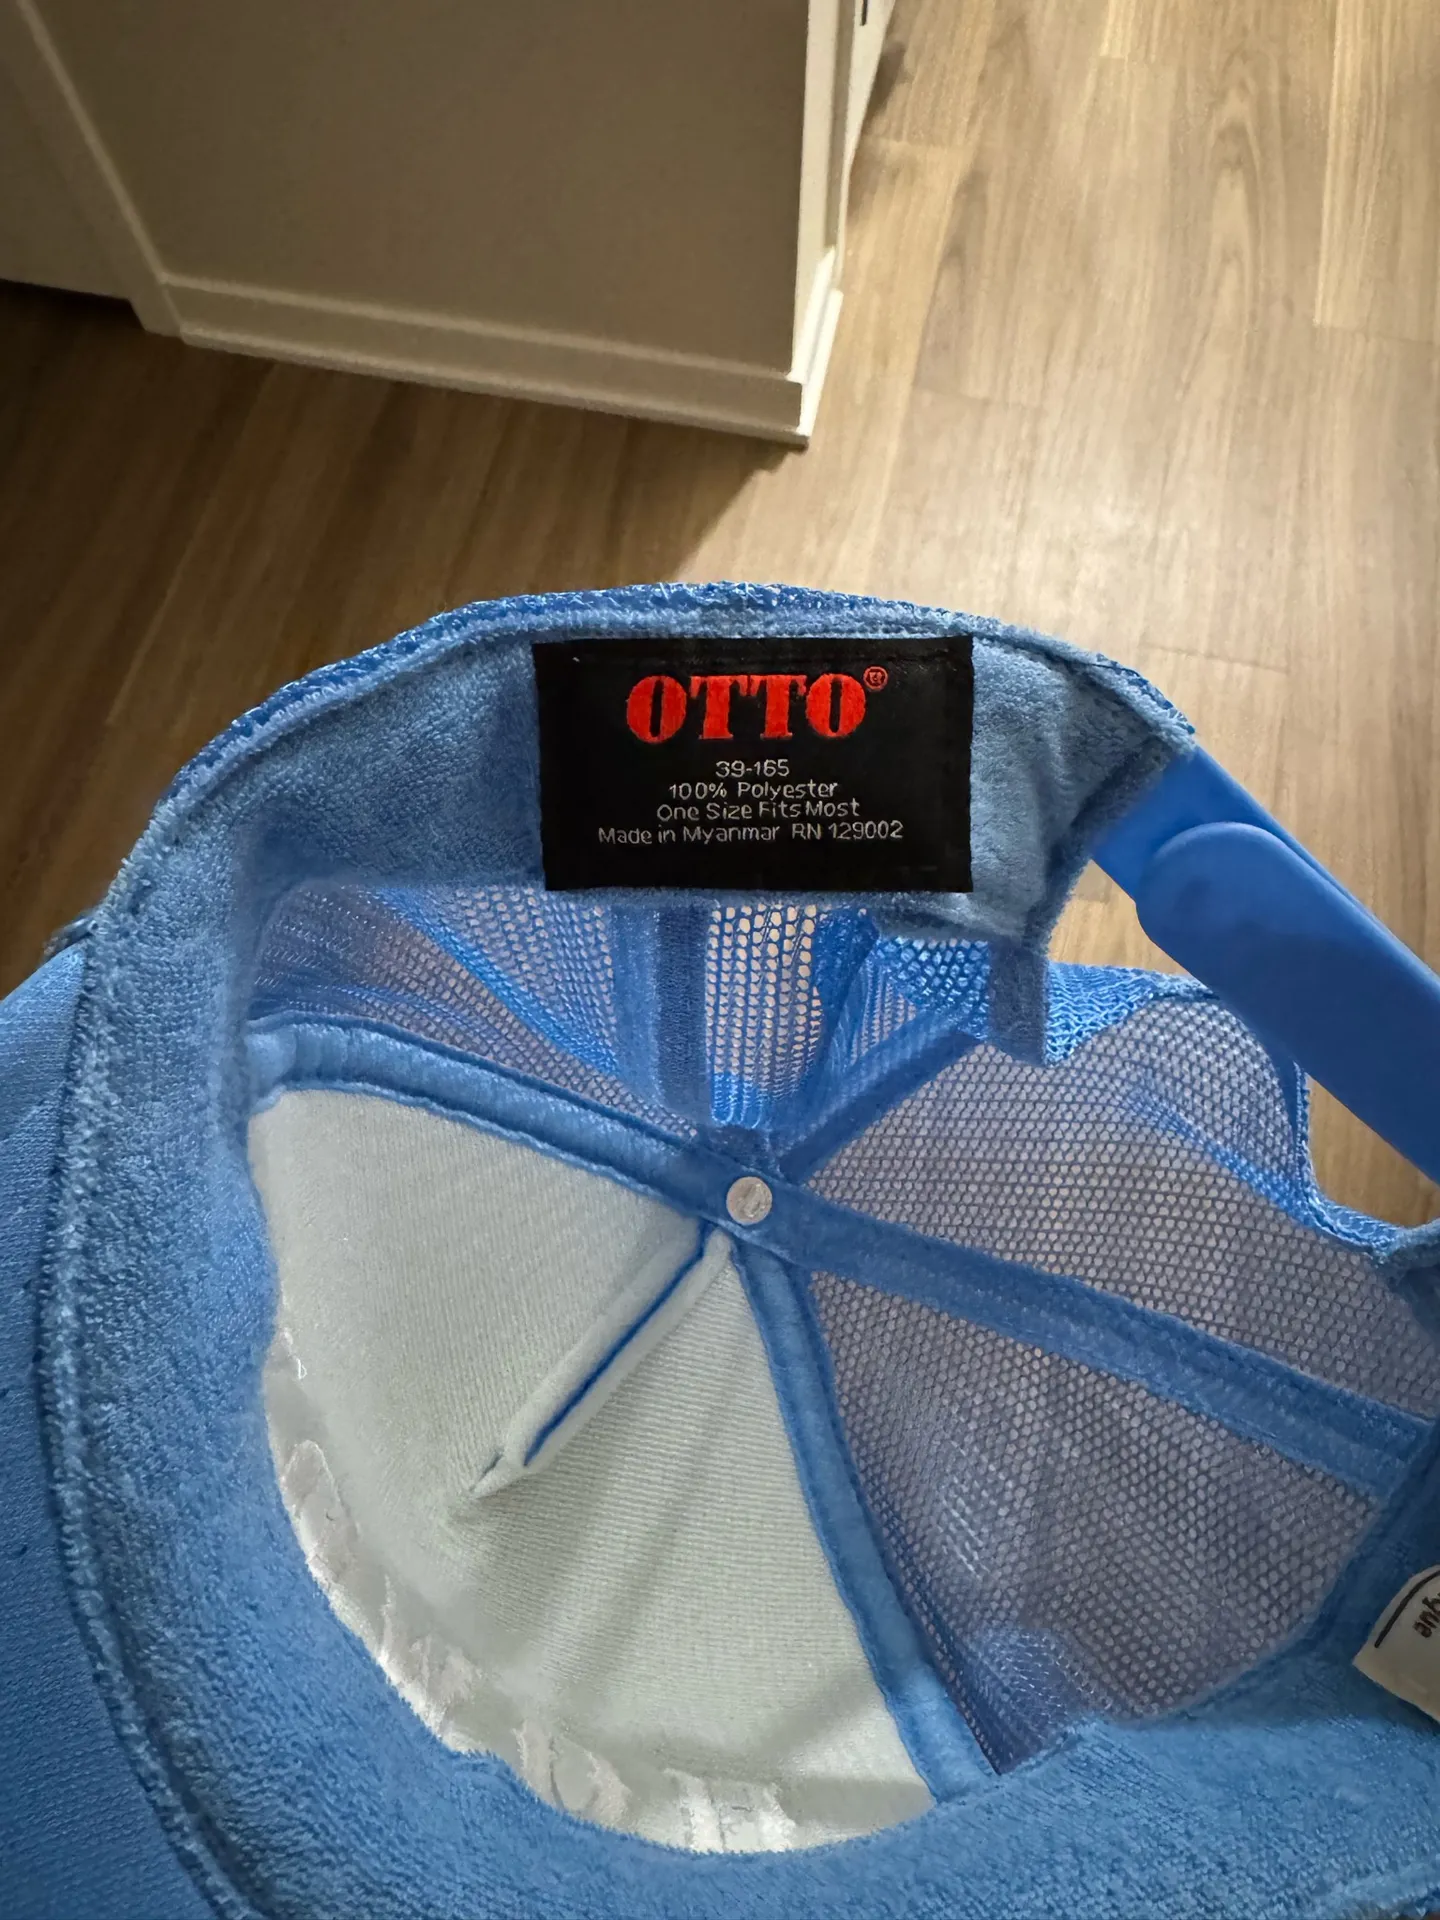 OTTO®
39-165
100% Polyester
One Size Fits Most
Made in Myanmar RN 129002